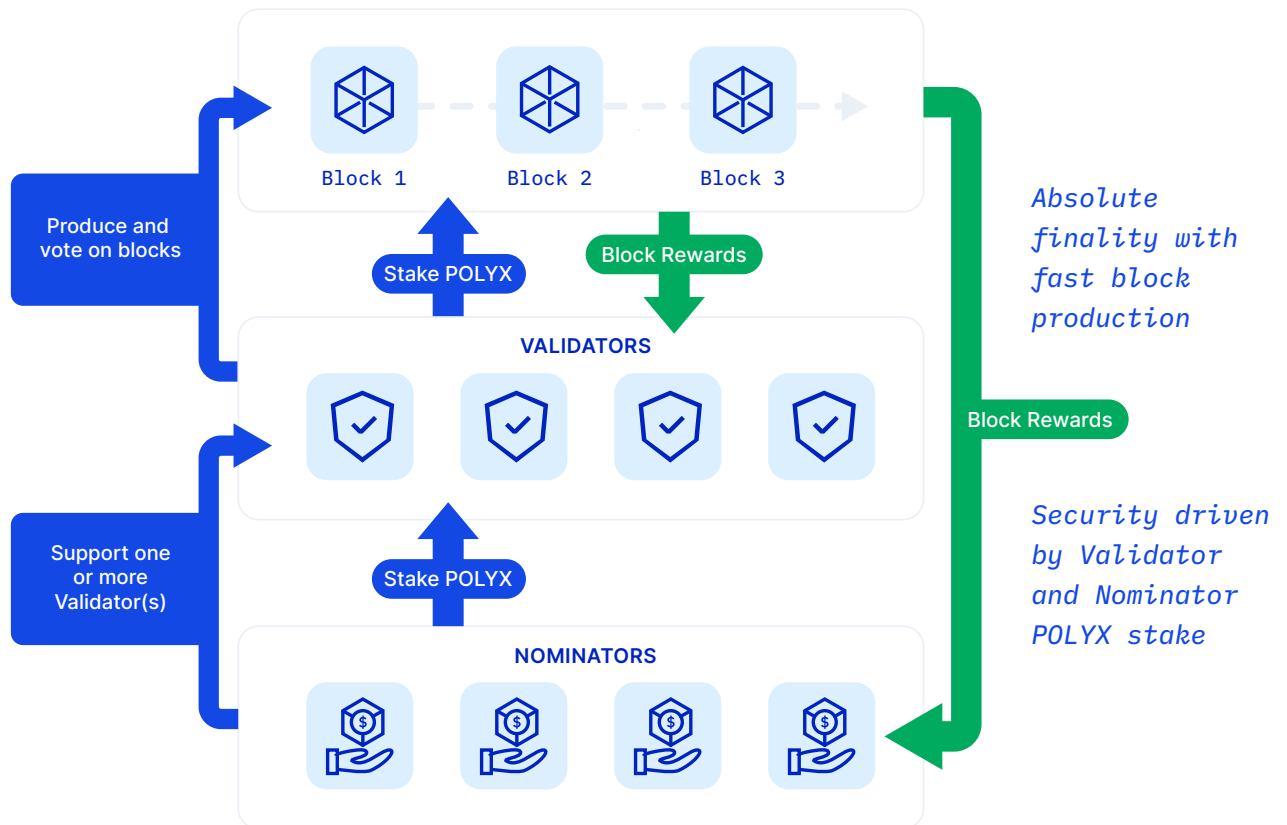 Block 1
Block 2
Block 3
Produce and
vote on blocks
Stake POLYX
Block Rewards
Absolute
finality with
fast block
production
VALIDATORS
Block Rewards
Support one
or more
Validator(s)
Stake POLYX
Security driven
by Validator
and Nominator
POLYX stake
NOMINATORS
$
$
$
$